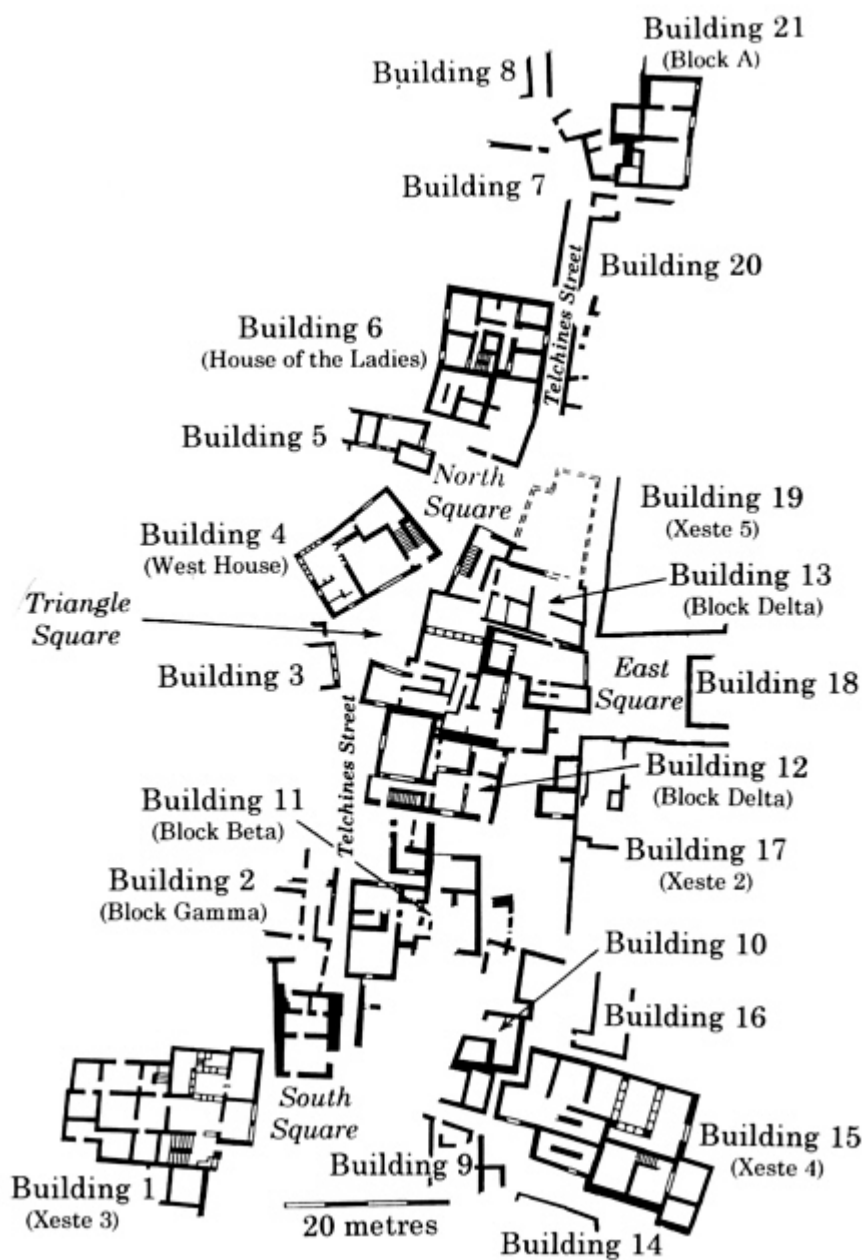 Building 21
(Block A)
Building 8
Building 7
Building 20
Telchines Street
Building 6
(House of the Ladies)
Building 5
North
Square
Building 19
(Xeste 5)
Building 4
(West House)
Building 13
(Block Delta)
Triangle
Square
Building 3
East
Square
Building 18
Telchines Street
Building 12
(Block Delta)
Building 11
(Block Beta)
Building 17
(Xeste 2)
Building 2
(Block Gamma)
Building 10
Building 16
South
Square
Building 15
(Xeste 4)
Building 9
Building 1
(Xeste 3)
20 metres
Building 14